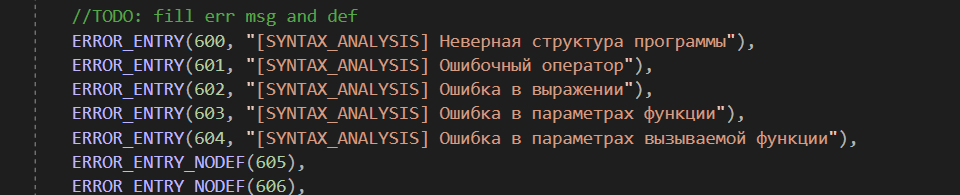 //TODO: fill err msg and def
ERROR_ENTRY(600, "[SYNTAX_ANALYSIS] Неверная структура программы"),
ERROR_ENTRY(601, "[SYNTAX_ANALYSIS] Ошибочный оператор"),
ERROR_ENTRY(602, "[SYNTAX_ANALYSIS] Ошибка в выражении"),
ERROR_ENTRY(603, "[SYNTAX_ANALYSIS] Ошибка в параметрах функции"),
ERROR_ENTRY(604, "[SYNTAX_ANALYSIS] Ошибка в параметрах вызываемой функции"),
ERROR_ENTRY_NODEF(605),
ERROR_ENTRY_NODEF(606),